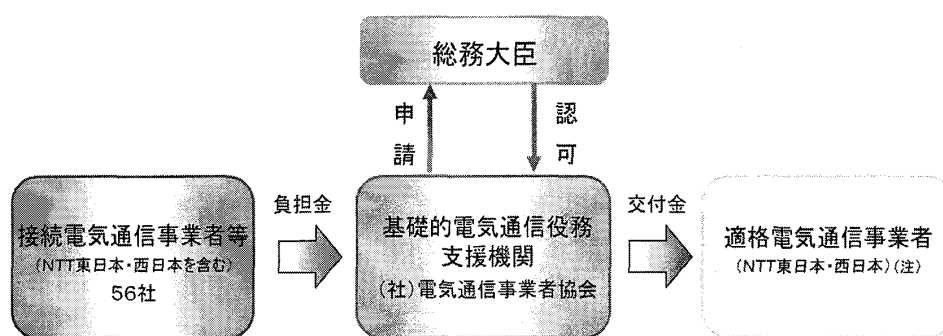 総務大臣
申請
認可
接続電気通信事業者等
(NTT東日本・西日本を含む)
56社
負担金
基礎的電気通信役務
支援機関
(社)電気通信事業者協会
交付金
適格電気通信事業者
(NTT東日本・西日本)(注)